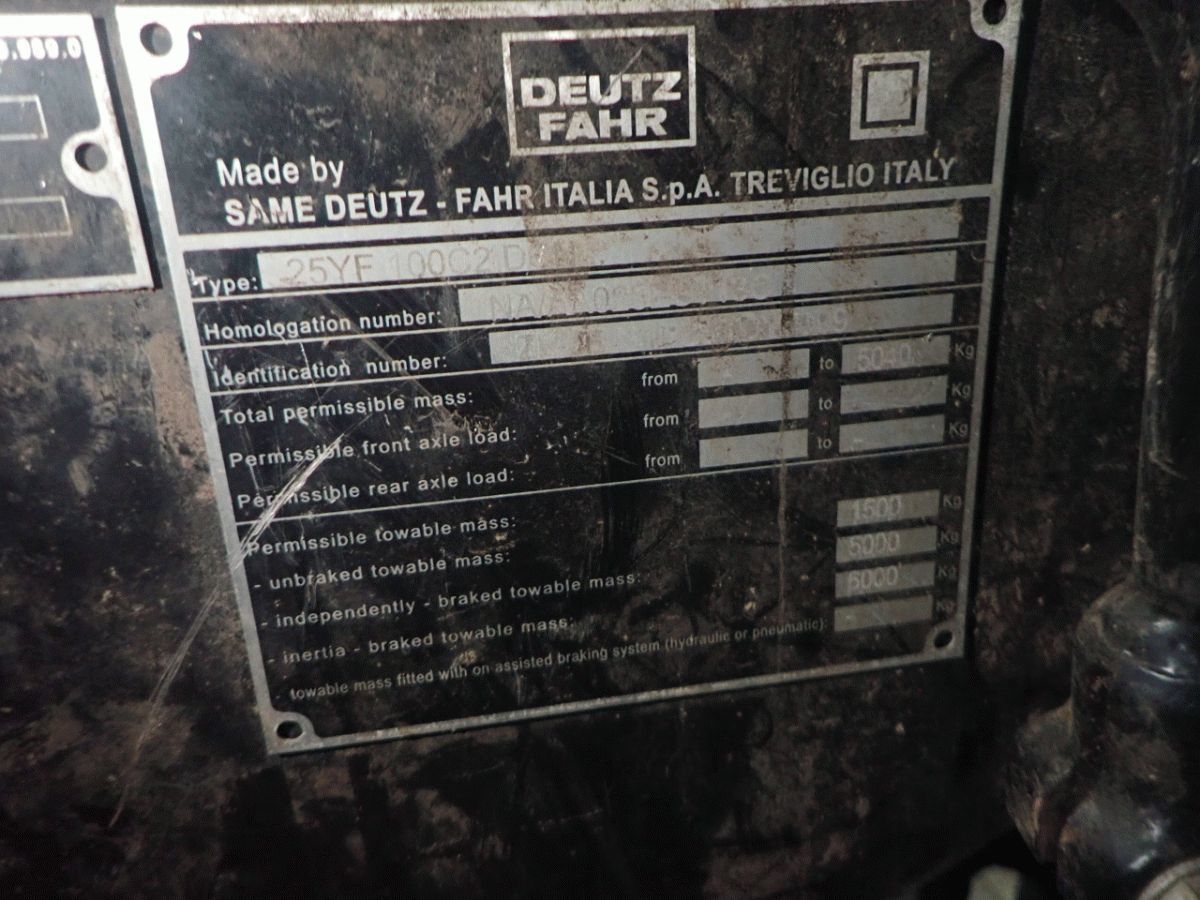 DEUTZ
FAHR
Made by
SAME DEUTZ - FAHR ITALIA S.p.A. TREVIGLIO ITALY
Type: 25YF 100C2
Homologation number:
Identification number:
Total permissible mass: from to 5040 Kg
Permissible front axle load: from to Kg
Permissible rear axle load: from to Kg
Permissible towable mass:
- unbraked towable mass: 1500 Kg
- independently - braked towable mass: 5000 Kg
- inertia - braked towable mass: 6000 Kg
- towable mass fitted with on assisted braking system (hydraulic or pneumatic): Kg